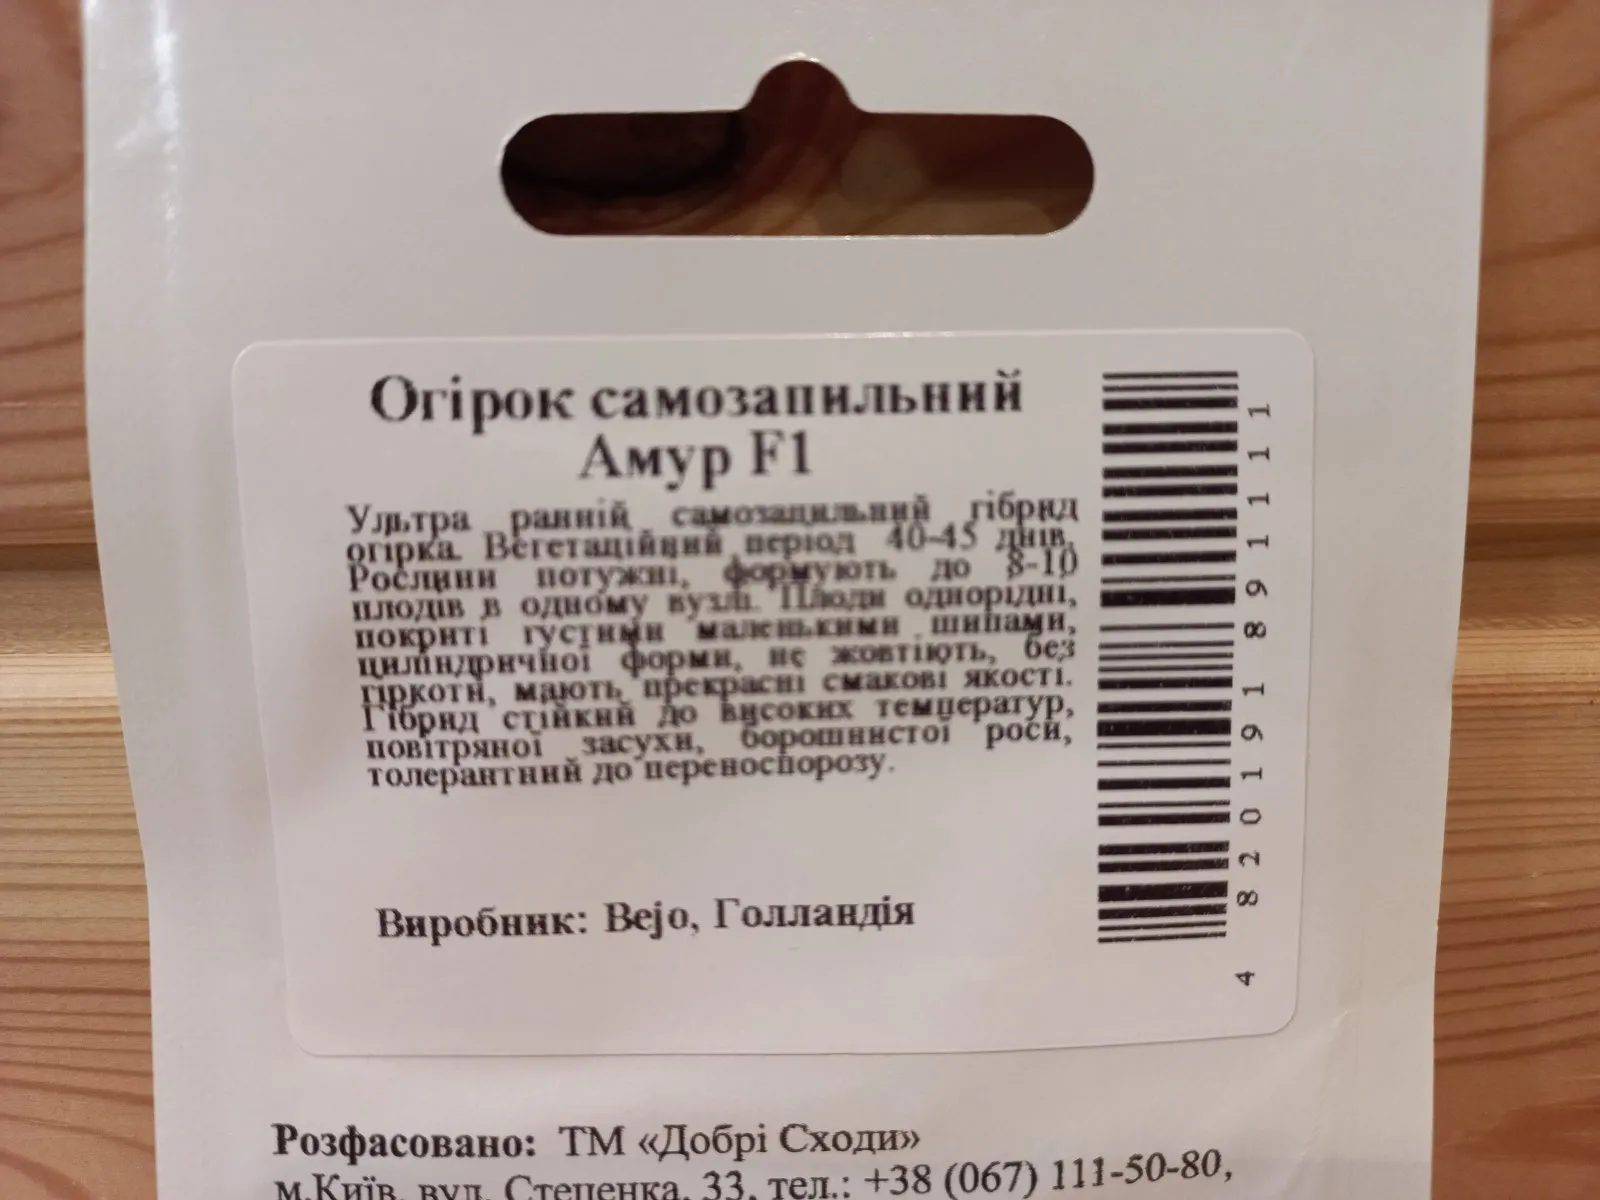 Огірок самозапильний
Амур F1
Ультра ранній самозапильний гібрид
огірка. Вегетаційний період 40-45 днів.
Рослини потужні, формують до 8-10
плодів в одному вузлі. Плоди однорідні,
покриті густими маленькими шипами,
циліндричної форми, не жовтіють, без
гіркоти, мають прекрасні смакові якості.
Гібрид стійкий до високих температур,
повітряної засухи, борошнистої роси,
толерантний до переноспорозу.
Виробник: Bejo, Голландія
4 820191 891111
Розфасовано: ТМ «Добрі Сходи»
м.Київ, вул. Степенка, 33, тел.: +38 (067) 111-50-80,